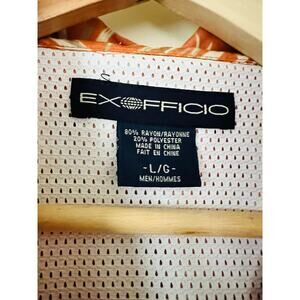 EXOFFICIO
80% RAYON/RAYONNE
20% POLYESTER
MADE IN CHINA
FAIT EN CHINE
-L/G-
MEN/HOMMES